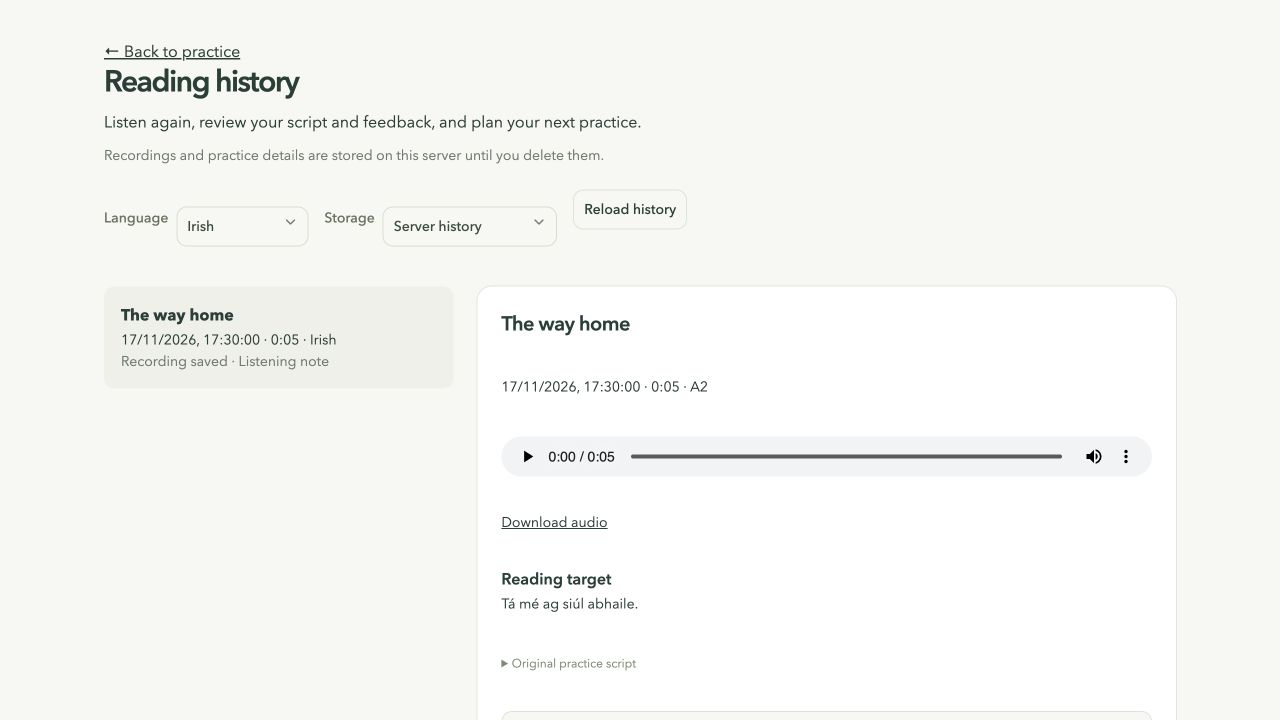 ← Back to practice
Reading history
Listen again, review your script and feedback, and plan your next practice.
Recordings and practice details are stored on this server until you delete them.
Language Irish Storage Server history Reload history
The way home
17/11/2026, 17:30:00 · 0:05 · Irish
Recording saved · Listening note
The way home
17/11/2026, 17:30:00 · 0:05 · A2
0:00 / 0:05
Download audio
Reading target
Tá mé ag siúl abhaile.
Original practice script